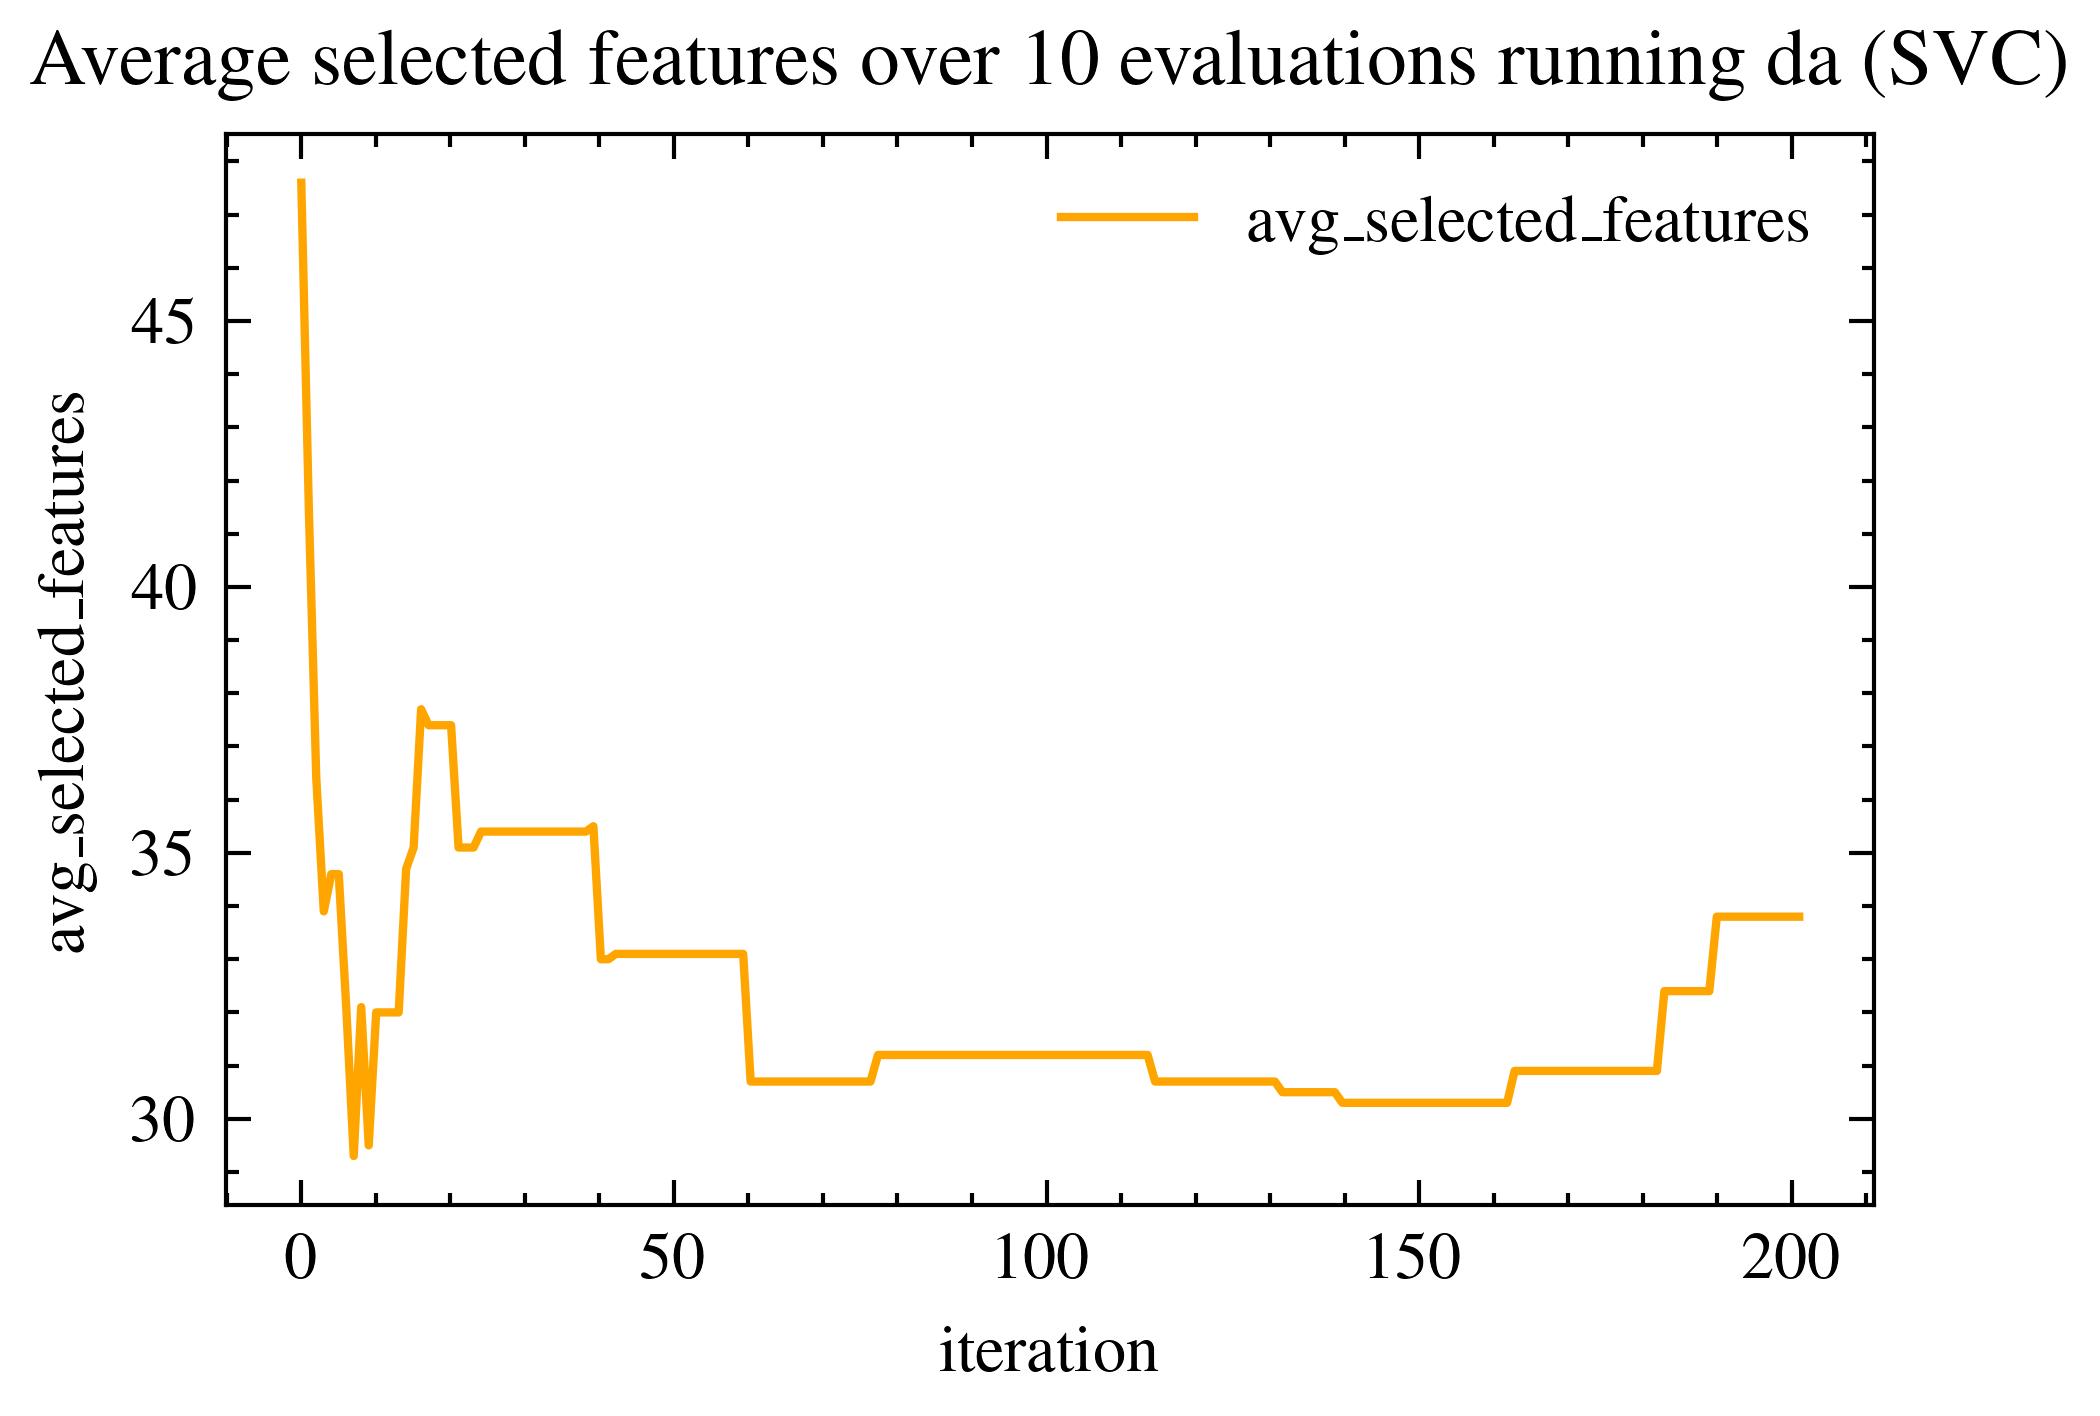 Average selected features over 10 evaluations running da (SVC)
avg_selected_features
avg_selected_features
45
40
35
30
0 50 100 150 200
iteration